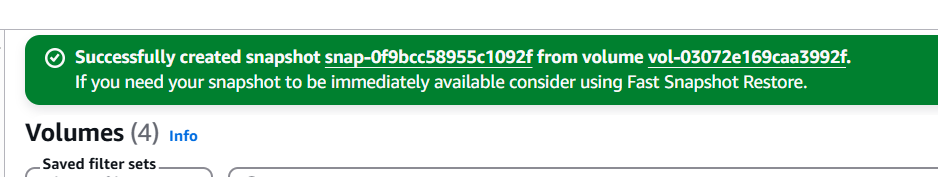 Successfully created snapshot snap-0f9bcc58955c1092f from volume vol-03072e169caa3992f.
If you need your snapshot to be immediately available consider using Fast Snapshot Restore.
Volumes (4) Info
Saved filter sets